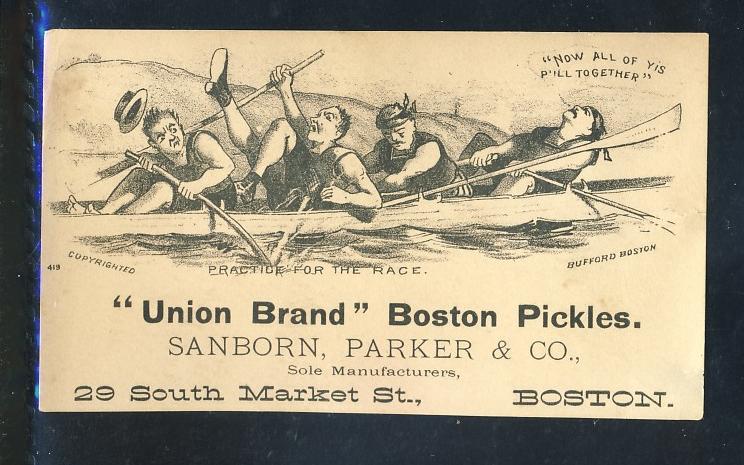 "NOW ALL OF YIS
P'ULL TOGETHER"
419 COPYRIGHTED
PRACTICE FOR THE RACE.
BUFFORD BOSTON
"Union Brand" Boston Pickles.
SANBORN, PARKER & CO.,
Sole Manufacturers,
29 South Market St., BOSTON.